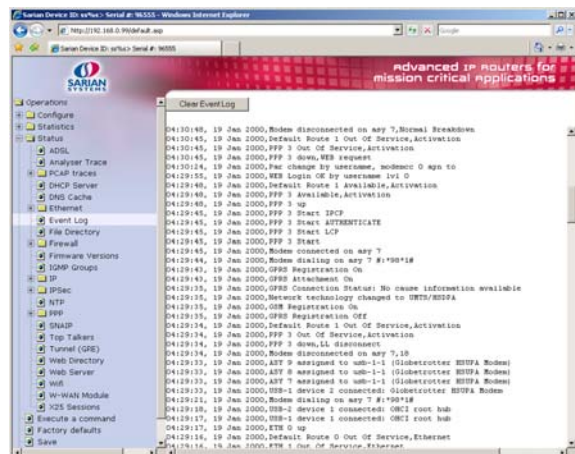 Sarian Device ID: ss%s> Serial #: 96555 - Windows Internet Explorer
http://192.168.0.99/default.asp
Google
Sarian Device ID: ss%s> Serial #: 96555
SARIAN
SYSTEMS
Advanced IP Routers for
mission critical Applications
Operations
Configure
Statistics
Status
ADSL
Analyser Trace
PCAP traces
DHCP Server
DNS Cache
Ethernet
Event Log
File Directory
Firewall
Firmware Versions
IGMP Groups
IP
IPSec
NTP
PPP
SNAIP
Top Talkers
Tunnel (GRE)
Web Directory
Web Server
Wifi
W-WAN Module
X25 Sessions
Execute a command
Factory defaults
Save
Clear Event Log
04:30:48, 19 Jan 2000,Modem disconnected on asy 7,Normal Breakdown
04:30:45, 19 Jan 2000,Default Route 1 Out Of Service,Activation
04:30:45, 19 Jan 2000,PPP 3 Out Of Service,Activation
04:30:45, 19 Jan 2000,PPP 3 down,WEB request
04:30:24, 19 Jan 2000,Par change by username, modemcc 0 apn to
04:29:55, 19 Jan 2000,WEB Login OK by username lvl 0
04:29:48, 19 Jan 2000,Default Route 1 Available,Activation
04:29:48, 19 Jan 2000,PPP 3 Available,Activation
04:29:48, 19 Jan 2000,PPP 3 up
04:29:45, 19 Jan 2000,PPP 3 Start IPCP
04:29:45, 19 Jan 2000,PPP 3 Start AUTHENTICATE
04:29:45, 19 Jan 2000,PPP 3 Start LCP
04:29:45, 19 Jan 2000,PPP 3 Start
04:29:45, 19 Jan 2000,Modem connected on asy 7
04:29:44, 19 Jan 2000,Modem dialing on asy 7 #:*98*1#
04:29:43, 19 Jan 2000,GPRS Registration On
04:29:35, 19 Jan 2000,GPRS Attachment On
04:29:35, 19 Jan 2000,GPRS Connection Status: No cause information available
04:29:35, 19 Jan 2000,Network technology changed to UMTS/HSDPA
04:29:35, 19 Jan 2000,GSM Registration On
04:29:35, 19 Jan 2000,GPRS Registration Off
04:29:34, 19 Jan 2000,Default Route 1 Out Of Service,Activation
04:29:34, 19 Jan 2000,PPP 3 Out Of Service,Activation
04:29:34, 19 Jan 2000,PPP 3 down,LL disconnect
04:29:34, 19 Jan 2000,Modem disconnected on asy 7,18
04:29:33, 19 Jan 2000,ASY 9 assigned to usb-1-1 (Globetrotter HSUPA Modem)
04:29:33, 19 Jan 2000,ASY 8 assigned to usb-1-1 (Globetrotter HSUPA Modem)
04:29:33, 19 Jan 2000,ASY 7 assigned to usb-1-1 (Globetrotter HSUPA Modem)
04:29:33, 19 Jan 2000,USB-1 device 2 connected: Globetrotter HSUPA Modem
04:29:21, 19 Jan 2000,Modem dialing on asy 7 #:*98*1#
04:29:18, 19 Jan 2000,USB-2 device 1 connected: OHCI root hub
04:29:17, 19 Jan 2000,USB-1 device 1 connected: OHCI root hub
04:29:17, 19 Jan 2000,ETH 0 up
04:29:16, 19 Jan 2000,Default Route 0 Out Of Service,Ethernet
04:29:16, 19 Jan 2000,ETH 1 Out Of Service,Ethernet